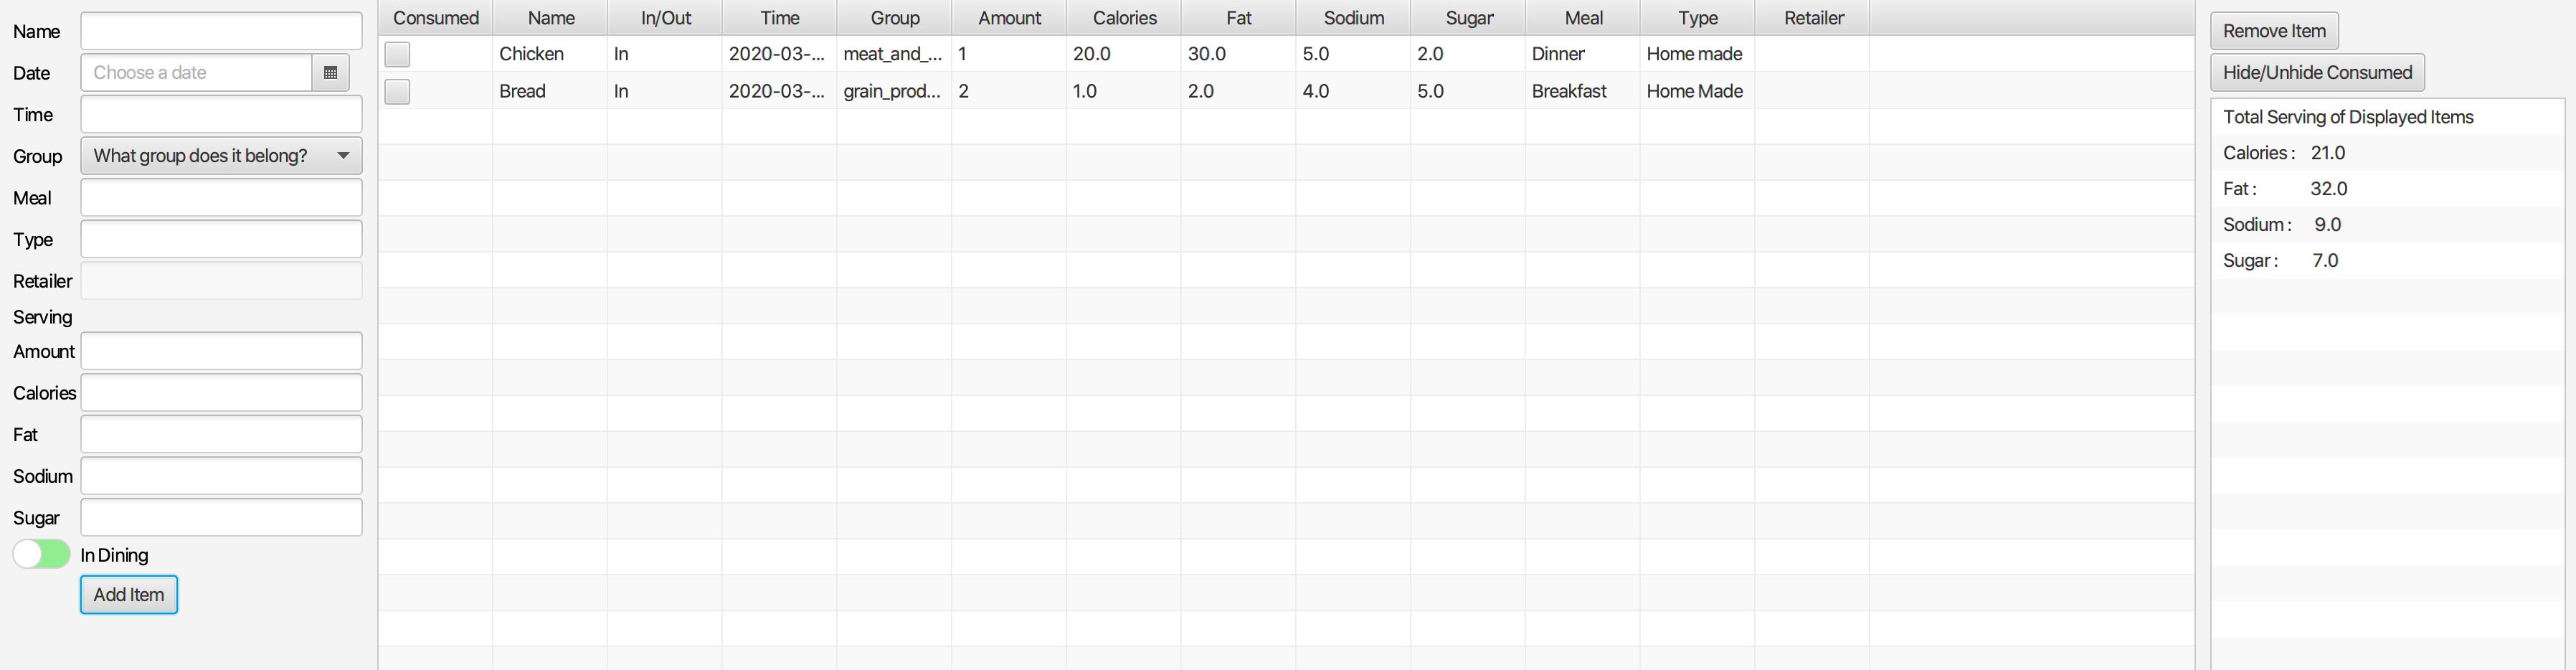 Name
Date Choose a date
Time
Group What group does it belong?
Meal
Type
Retailer
Serving
Amount
Calories
Fat
Sodium
Sugar
In Dining
Add Item
Consumed Name In/Out Time Group Amount Calories Fat Sodium Sugar Meal Type Retailer
Chicken In 2020-03-... meat_and_... 1 20.0 30.0 5.0 2.0 Dinner Home made
Bread In 2020-03-... grain_prod... 2 1.0 2.0 4.0 5.0 Breakfast Home Made
Remove Item
Hide/Unhide Consumed
Total Serving of Displayed Items
Calories : 21.0
Fat : 32.0
Sodium : 9.0
Sugar : 7.0